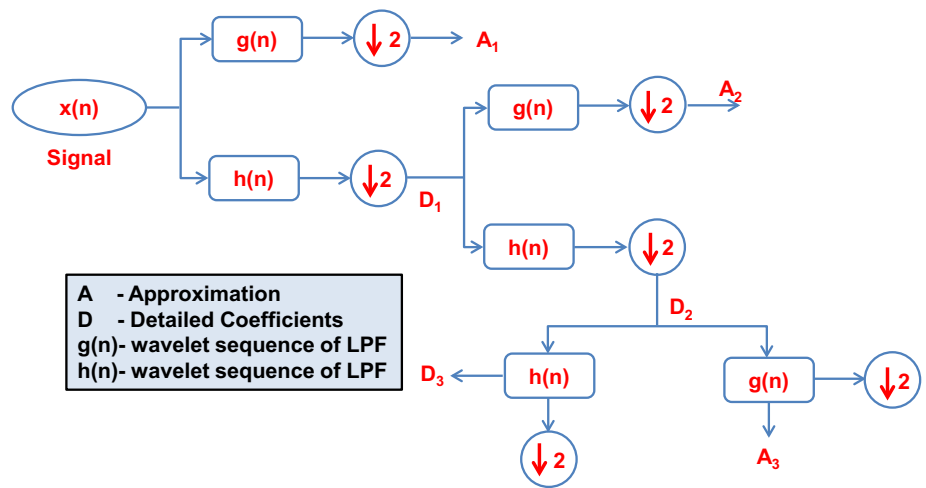 g(n)
2
A1
x(n)
Signal
g(n)
2
A2
h(n)
2
D1
h(n)
2
A - Approximation
D - Detailed Coefficients
g(n)- wavelet sequence of LPF
h(n)- wavelet sequence of LPF
D2
D3
h(n)
g(n)
2
2
A3